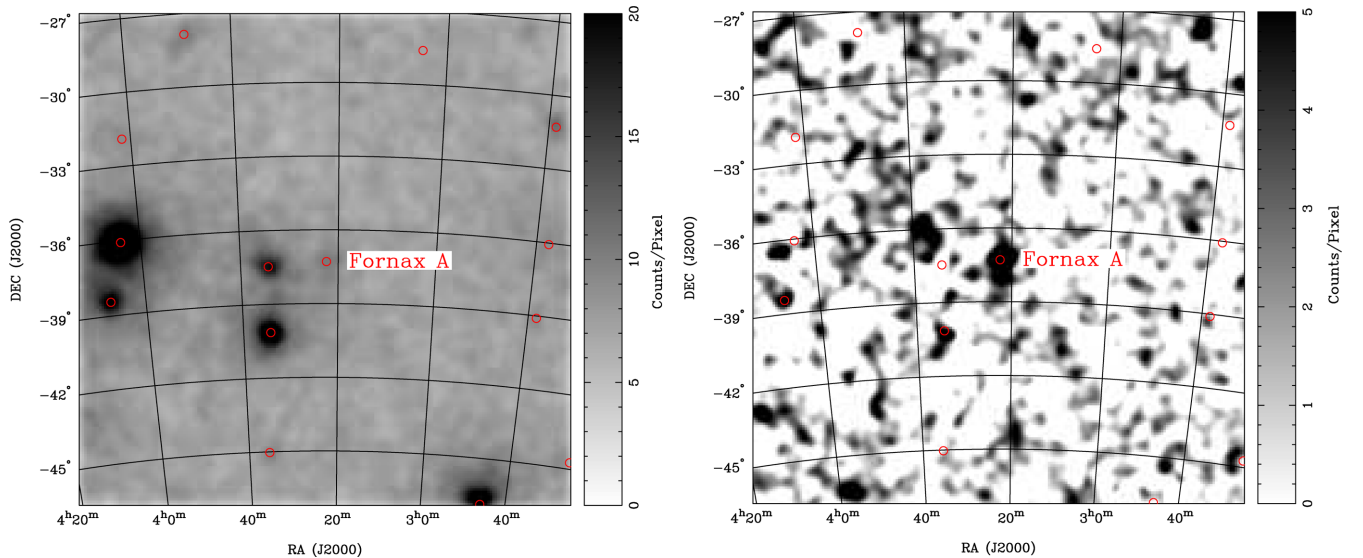 −27°
−30°
−33°
−36°
−39°
−42°
−45°
DEC (J2000)
Fornax A
4ʰ20ᵐ 4ʰ0ᵐ 40ᵐ 20ᵐ 3ʰ0ᵐ 40ᵐ
RA (J2000)
20
15
10
5
0
Counts/Pixel
−27°
−30°
−33°
−36°
−39°
−42°
−45°
DEC (J2000)
Fornax A
4ʰ20ᵐ 4ʰ0ᵐ 40ᵐ 20ᵐ 3ʰ0ᵐ 40ᵐ
RA (J2000)
5
4
3
2
1
0
Counts/Pixel